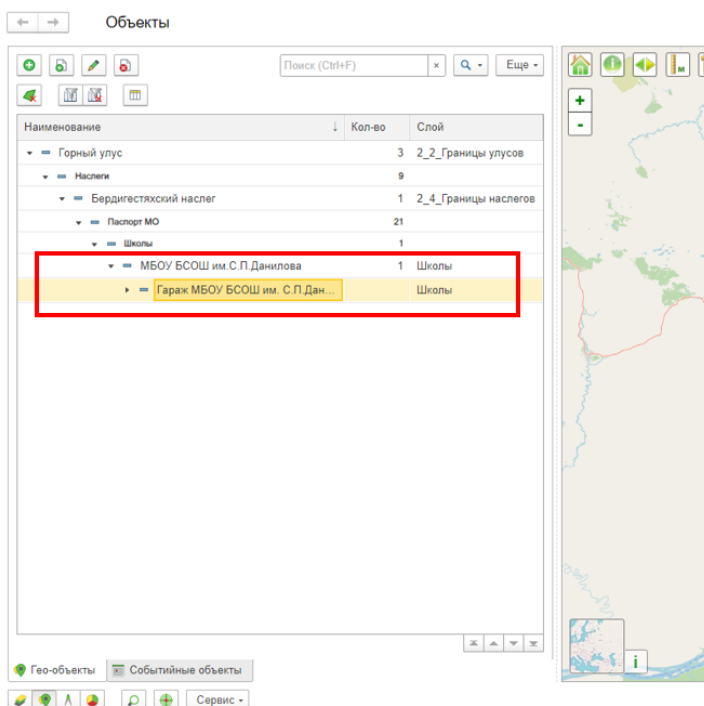 Объекты
Поиск (Ctrl+F)
×
Еще
М
+
-
Наименование ↓ Кол-во Слой
Горный улус 3 2_2_Границы улусов
Наслеги 9
Бердигестяхский наслег 1 2_4_Границы наслегов
Паспорт МО 21
Школы 1
МБОУ БСОШ им.С.П.Данилова 1 Школы
Гараж МБОУ БСОШ им. С.П.Дан... Школы
i
Гео-объекты Событийные объекты
Сервис